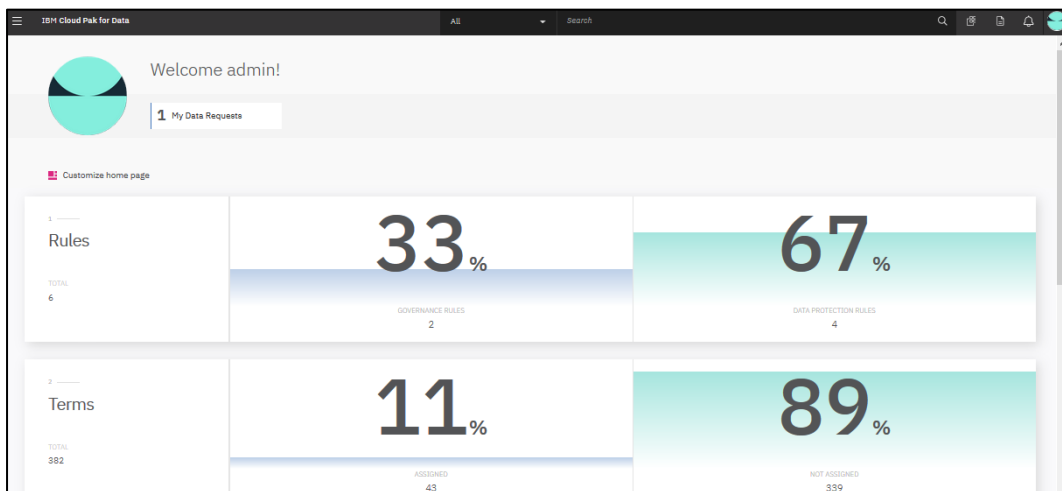 IBM Cloud Pak for Data
All
Search
Welcome admin!
1 My Data Requests
Customize home page
1
Rules
TOTAL
6
33%
GOVERNANCE RULES
2
67%
DATA PROTECTION RULES
4
2
Terms
TOTAL
382
11%
ASSIGNED
43
89%
NOT ASSIGNED
339